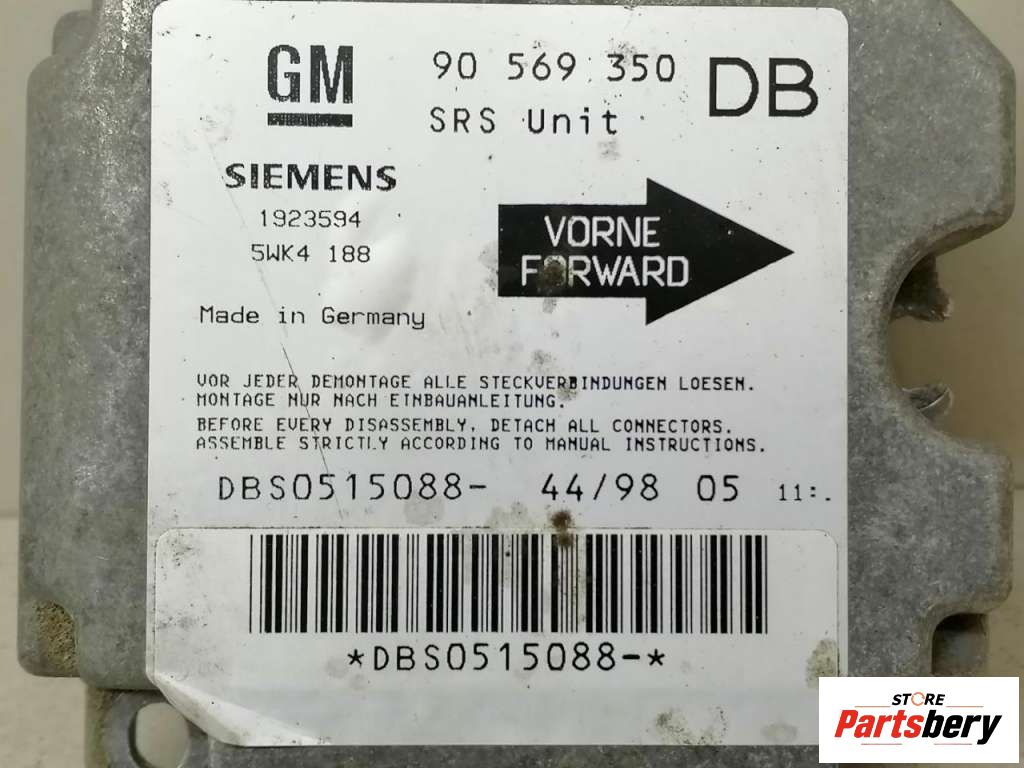 GM
90 569 350
DB
SRS Unit
SIEMENS
1923594
5WK4 188
VORNE
FORWARD
Made in Germany
VOR JEDER DEMONTAGE ALLE STECKVERBINDUNGEN LOESEN.
MONTAGE NUR NACH EINBAUANLEITUNG.
BEFORE EVERY DISASSEMBLY, DETACH ALL CONNECTORS.
ASSEMBLE STRICTLY ACCORDING TO MANUAL INSTRUCTIONS.
DBS0515088- 44/98 05 11:.
*DBS0515088-*
STORE
Partsbery